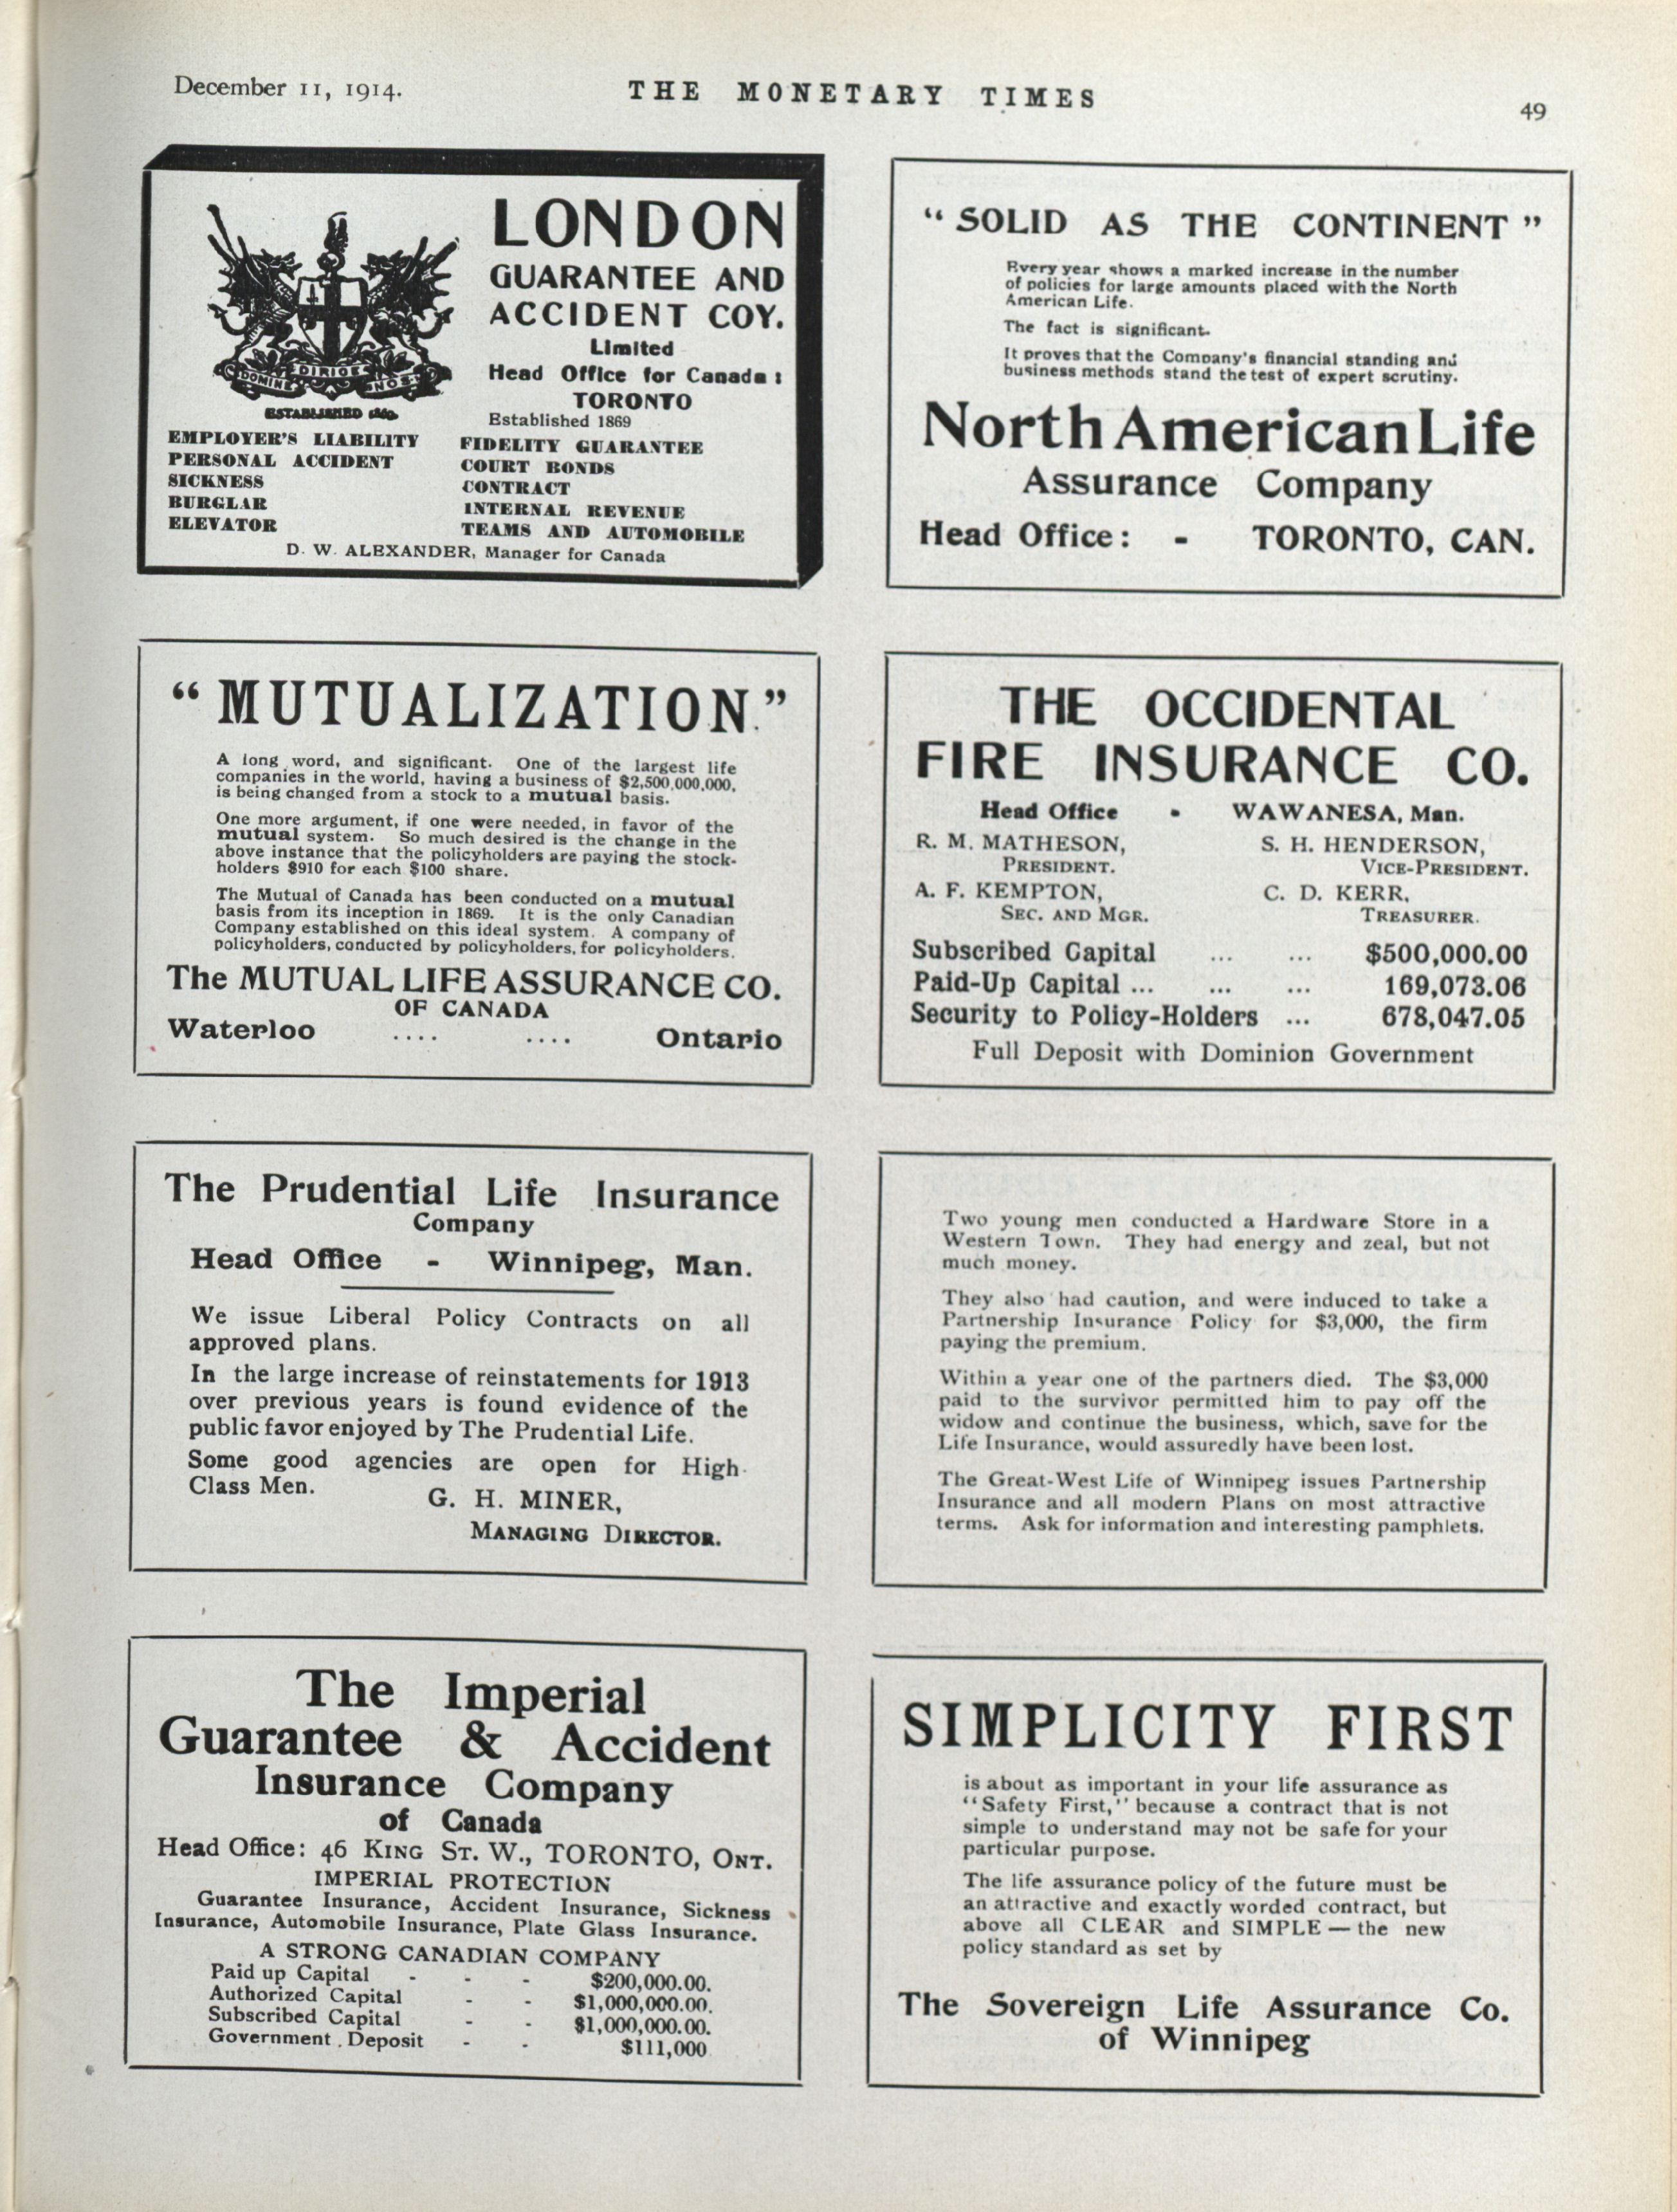 December 11, 1914.
THE MONETARY TIMES
49
LONDON
GUARANTEE AND
ACCIDENT COY.
Limited
Head Office for Canada:
TORONTO
Established 1869
DOMINE DIRIGE NOS
ESTABLISHED
EMPLOYER'S LIABILITY
PERSONAL ACCIDENT
SICKNESS
BURGLAR
ELEVATOR
FIDELITY GUARANTEE
COURT BONDS
CONTRACT
INTERNAL REVENUE
TEAMS AND AUTOMOBILE
D. W. ALEXANDER, Manager for Canada
"SOLID AS THE CONTINENT"
Every year shows a marked increase in the number
of policies for large amounts placed with the North
American Life.
The fact is significant.
It proves that the Company's financial standing and
business methods stand the test of expert scrutiny.
North American Life
Assurance Company
Head Office: - TORONTO, CAN.
"MUTUALIZATION."
A long word, and significant. One of the largest life
companies in the world, having a business of $2,500,000,000,
is being changed from a stock to a mutual basis.
One more argument, if one were needed, in favor of the
mutual system. So much desired is the change in the
above instance that the policyholders are paying the stock-
holders $910 for each $100 share.
The Mutual of Canada has been conducted on a mutual
basis from its inception in 1869. It is the only Canadian
Company established on this ideal system. A company of
policyholders, conducted by policyholders, for policyholders.
The MUTUAL LIFE ASSURANCE CO.
OF CANADA
Waterloo .... .... Ontario
THE OCCIDENTAL
FIRE INSURANCE CO.
Head Office - WAWANESA, Man.
R. M. MATHESON, S. H. HENDERSON,
PRESIDENT. VICE-PRESIDENT.
A. F. KEMPTON, C. D. KERR,
SEC. AND MGR. TREASURER.
Subscribed Capital ... ... $500,000.00
Paid-Up Capital ... ... ... 169,073.06
Security to Policy-Holders ... 678,047.05
Full Deposit with Dominion Government
The Prudential Life Insurance
Company
Head Office - Winnipeg, Man.
We issue Liberal Policy Contracts on all
approved plans.
In the large increase of reinstatements for 1913
over previous years is found evidence of the
public favor enjoyed by The Prudential Life.
Some good agencies are open for High-
Class Men.
G. H. MINER,
MANAGING DIRECTOR.
Two young men conducted a Hardware Store in a
Western Town. They had energy and zeal, but not
much money.
They also had caution, and were induced to take a
Partnership Insurance Policy for $3,000, the firm
paying the premium.
Within a year one of the partners died. The $3,000
paid to the survivor permitted him to pay off the
widow and continue the business, which, save for the
Life Insurance, would assuredly have been lost.
The Great-West Life of Winnipeg issues Partnership
Insurance and all modern Plans on most attractive
terms. Ask for information and interesting pamphlets.
The Imperial
Guarantee & Accident
Insurance Company
of Canada
Head Office: 46 KING ST. W., TORONTO, ONT.
IMPERIAL PROTECTION
Guarantee Insurance, Accident Insurance, Sickness
Insurance, Automobile Insurance, Plate Glass Insurance.
A STRONG CANADIAN COMPANY
Paid up Capital - - - $200,000.00.
Authorized Capital - - $1,000,000.00.
Subscribed Capital - - $1,000,000.00.
Government Deposit - - $111,000
SIMPLICITY FIRST
is about as important in your life assurance as
"Safety First," because a contract that is not
simple to understand may not be safe for your
particular purpose.
The life assurance policy of the future must be
an attractive and exactly worded contract, but
above all CLEAR and SIMPLE — the new
policy standard as set by
The Sovereign Life Assurance Co.
of Winnipeg